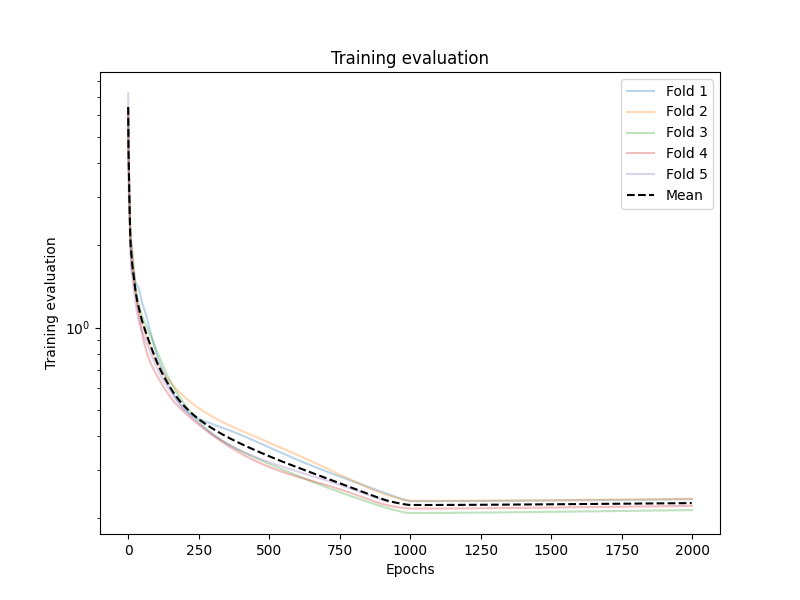 Training evaluation
Fold 1
Fold 2
Fold 3
Fold 4
Fold 5
Mean
Training evaluation
10⁰
0 250 500 750 1000 1250 1500 1750 2000
Epochs